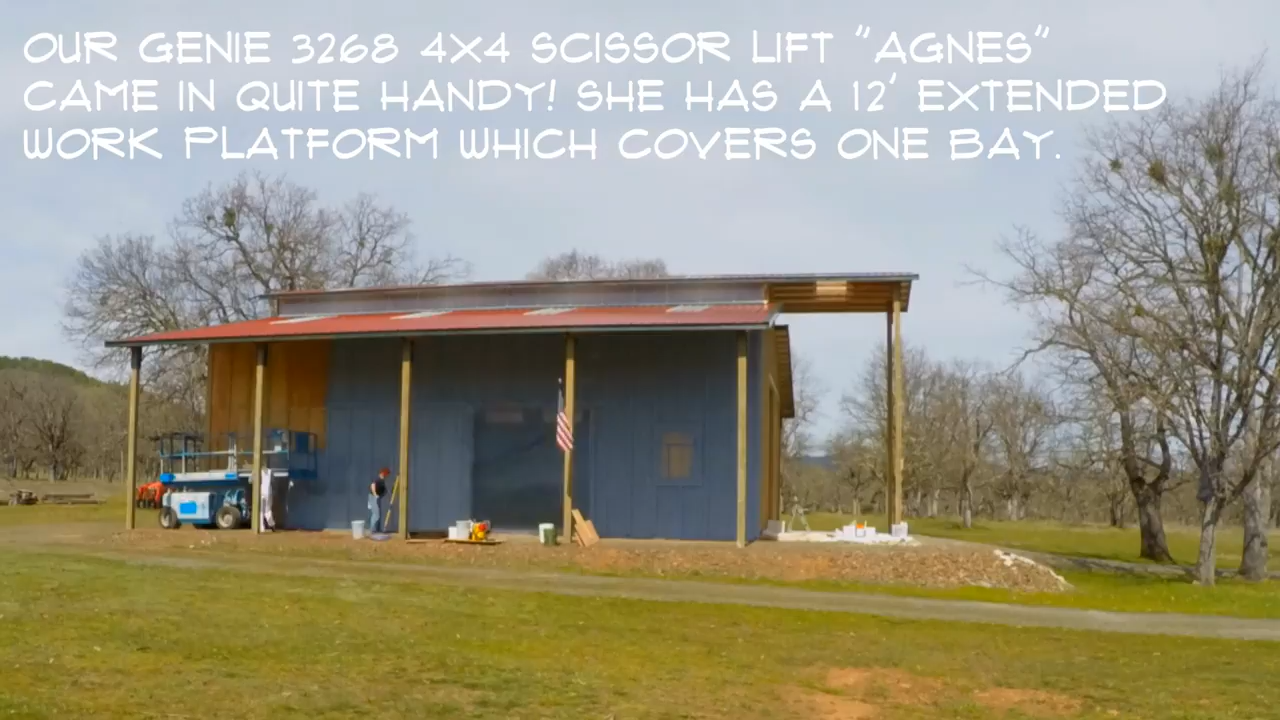 OUR GENIE 3268 4X4 SCISSOR LIFT "AGNES"
CAME IN QUITE HANDY! SHE HAS A 12' EXTENDED
WORK PLATFORM WHICH COVERS ONE BAY.